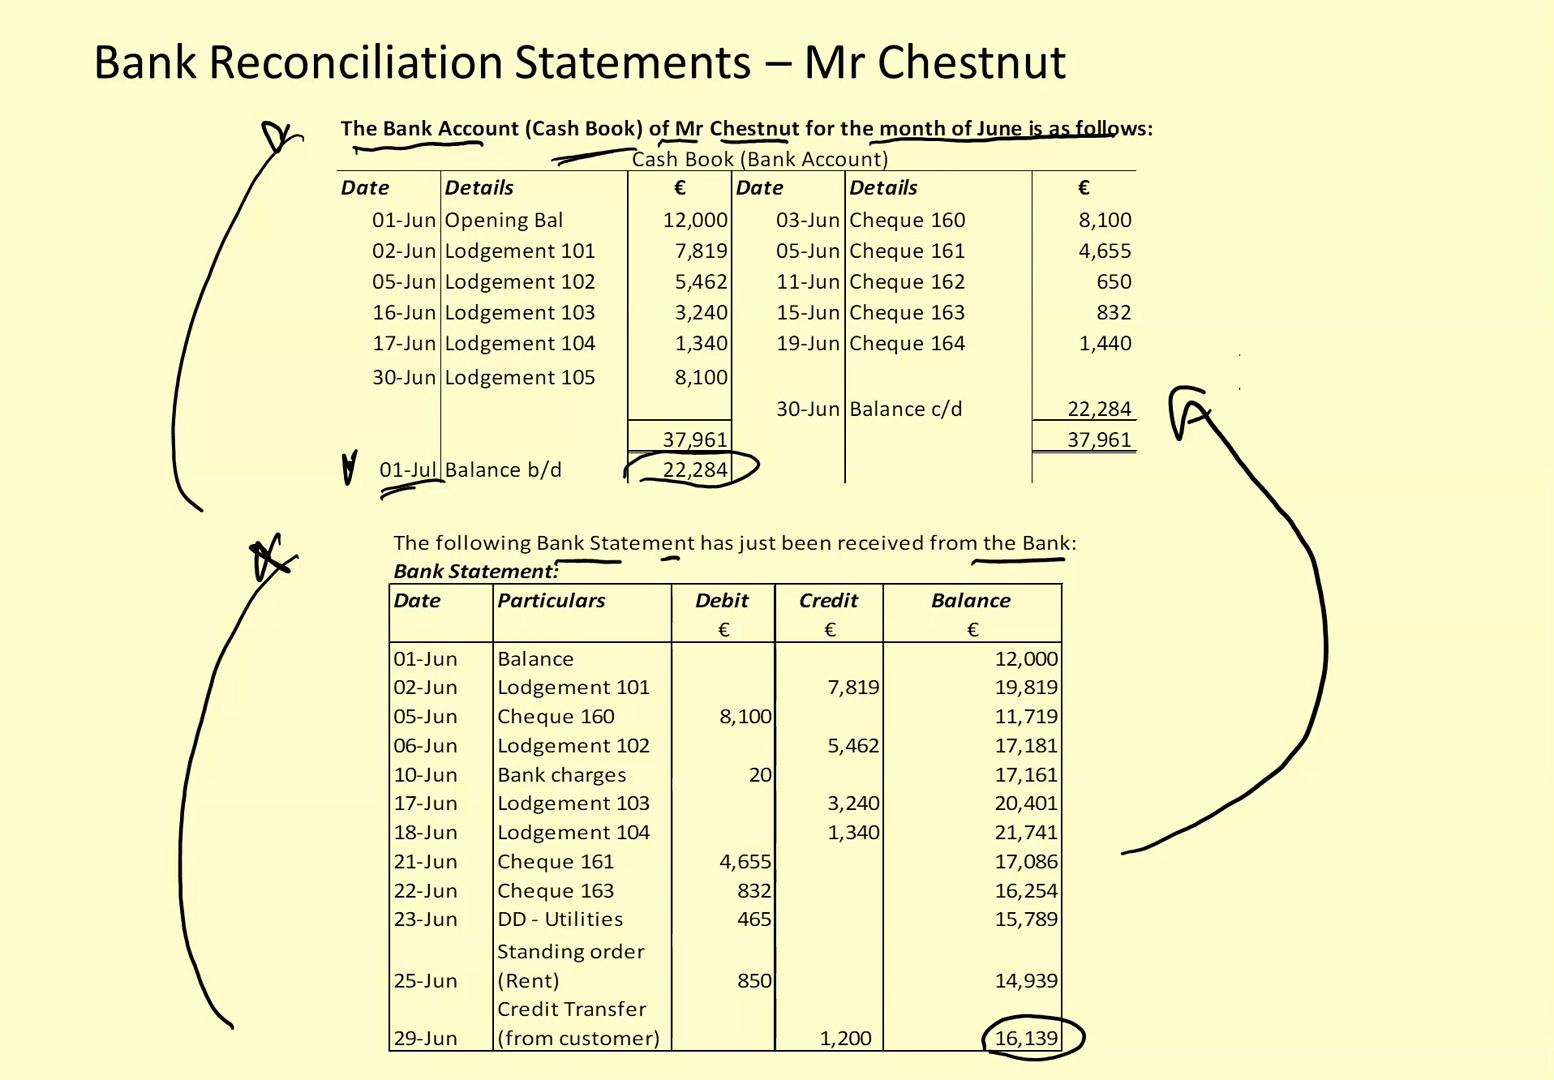 Bank Reconciliation Statements – Mr Chestnut
The Bank Account (Cash Book) of Mr Chestnut for the month of June is as follows:
Cash Book (Bank Account)
Date Details € Date Details €
01-Jun Opening Bal 12,000 03-Jun Cheque 160 8,100
02-Jun Lodgement 101 7,819 05-Jun Cheque 161 4,655
05-Jun Lodgement 102 5,462 11-Jun Cheque 162 650
16-Jun Lodgement 103 3,240 15-Jun Cheque 163 832
17-Jun Lodgement 104 1,340 19-Jun Cheque 164 1,440
30-Jun Lodgement 105 8,100
30-Jun Balance c/d 22,284
37,961 37,961
01-Jul Balance b/d 22,284
The following Bank Statement has just been received from the Bank:
Bank Statement:
Date Particulars Debit Credit Balance
€ € €
01-Jun Balance 12,000
02-Jun Lodgement 101 7,819 19,819
05-Jun Cheque 160 8,100 11,719
06-Jun Lodgement 102 5,462 17,181
10-Jun Bank charges 20 17,161
17-Jun Lodgement 103 3,240 20,401
18-Jun Lodgement 104 1,340 21,741
21-Jun Cheque 161 4,655 17,086
22-Jun Cheque 163 832 16,254
23-Jun DD - Utilities 465 15,789
Standing order
25-Jun (Rent) 850 14,939
Credit Transfer
29-Jun (from customer) 1,200 16,139